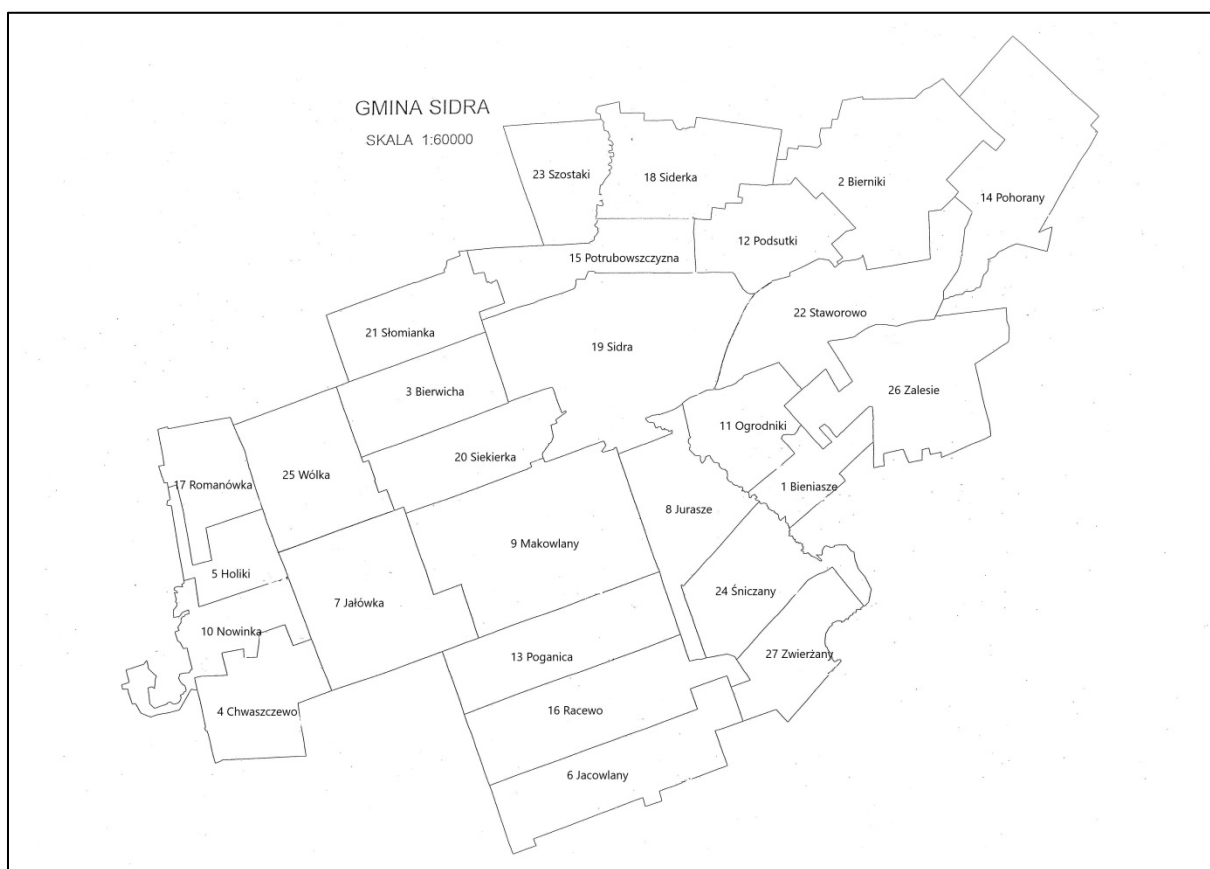 GMINA SIDRA
SKALA 1:60000
23 Szostaki
18 Siderka
2 Bierniki
14 Pohorany
12 Podsutki
15 Potrubowszczyzna
22 Staworowo
21 Słomianka
19 Sidra
3 Bierwicha
26 Zalesie
11 Ogrodniki
20 Siekierka
25 Wólka
17 Romanówka
1 Bieniasze
8 Jurasze
9 Makowlany
5 Holiki
7 Jałówka
24 Śniczany
10 Nowinka
13 Poganica
27 Zwierżany
4 Chwaszczewo
16 Racewo
6 Jacowlany